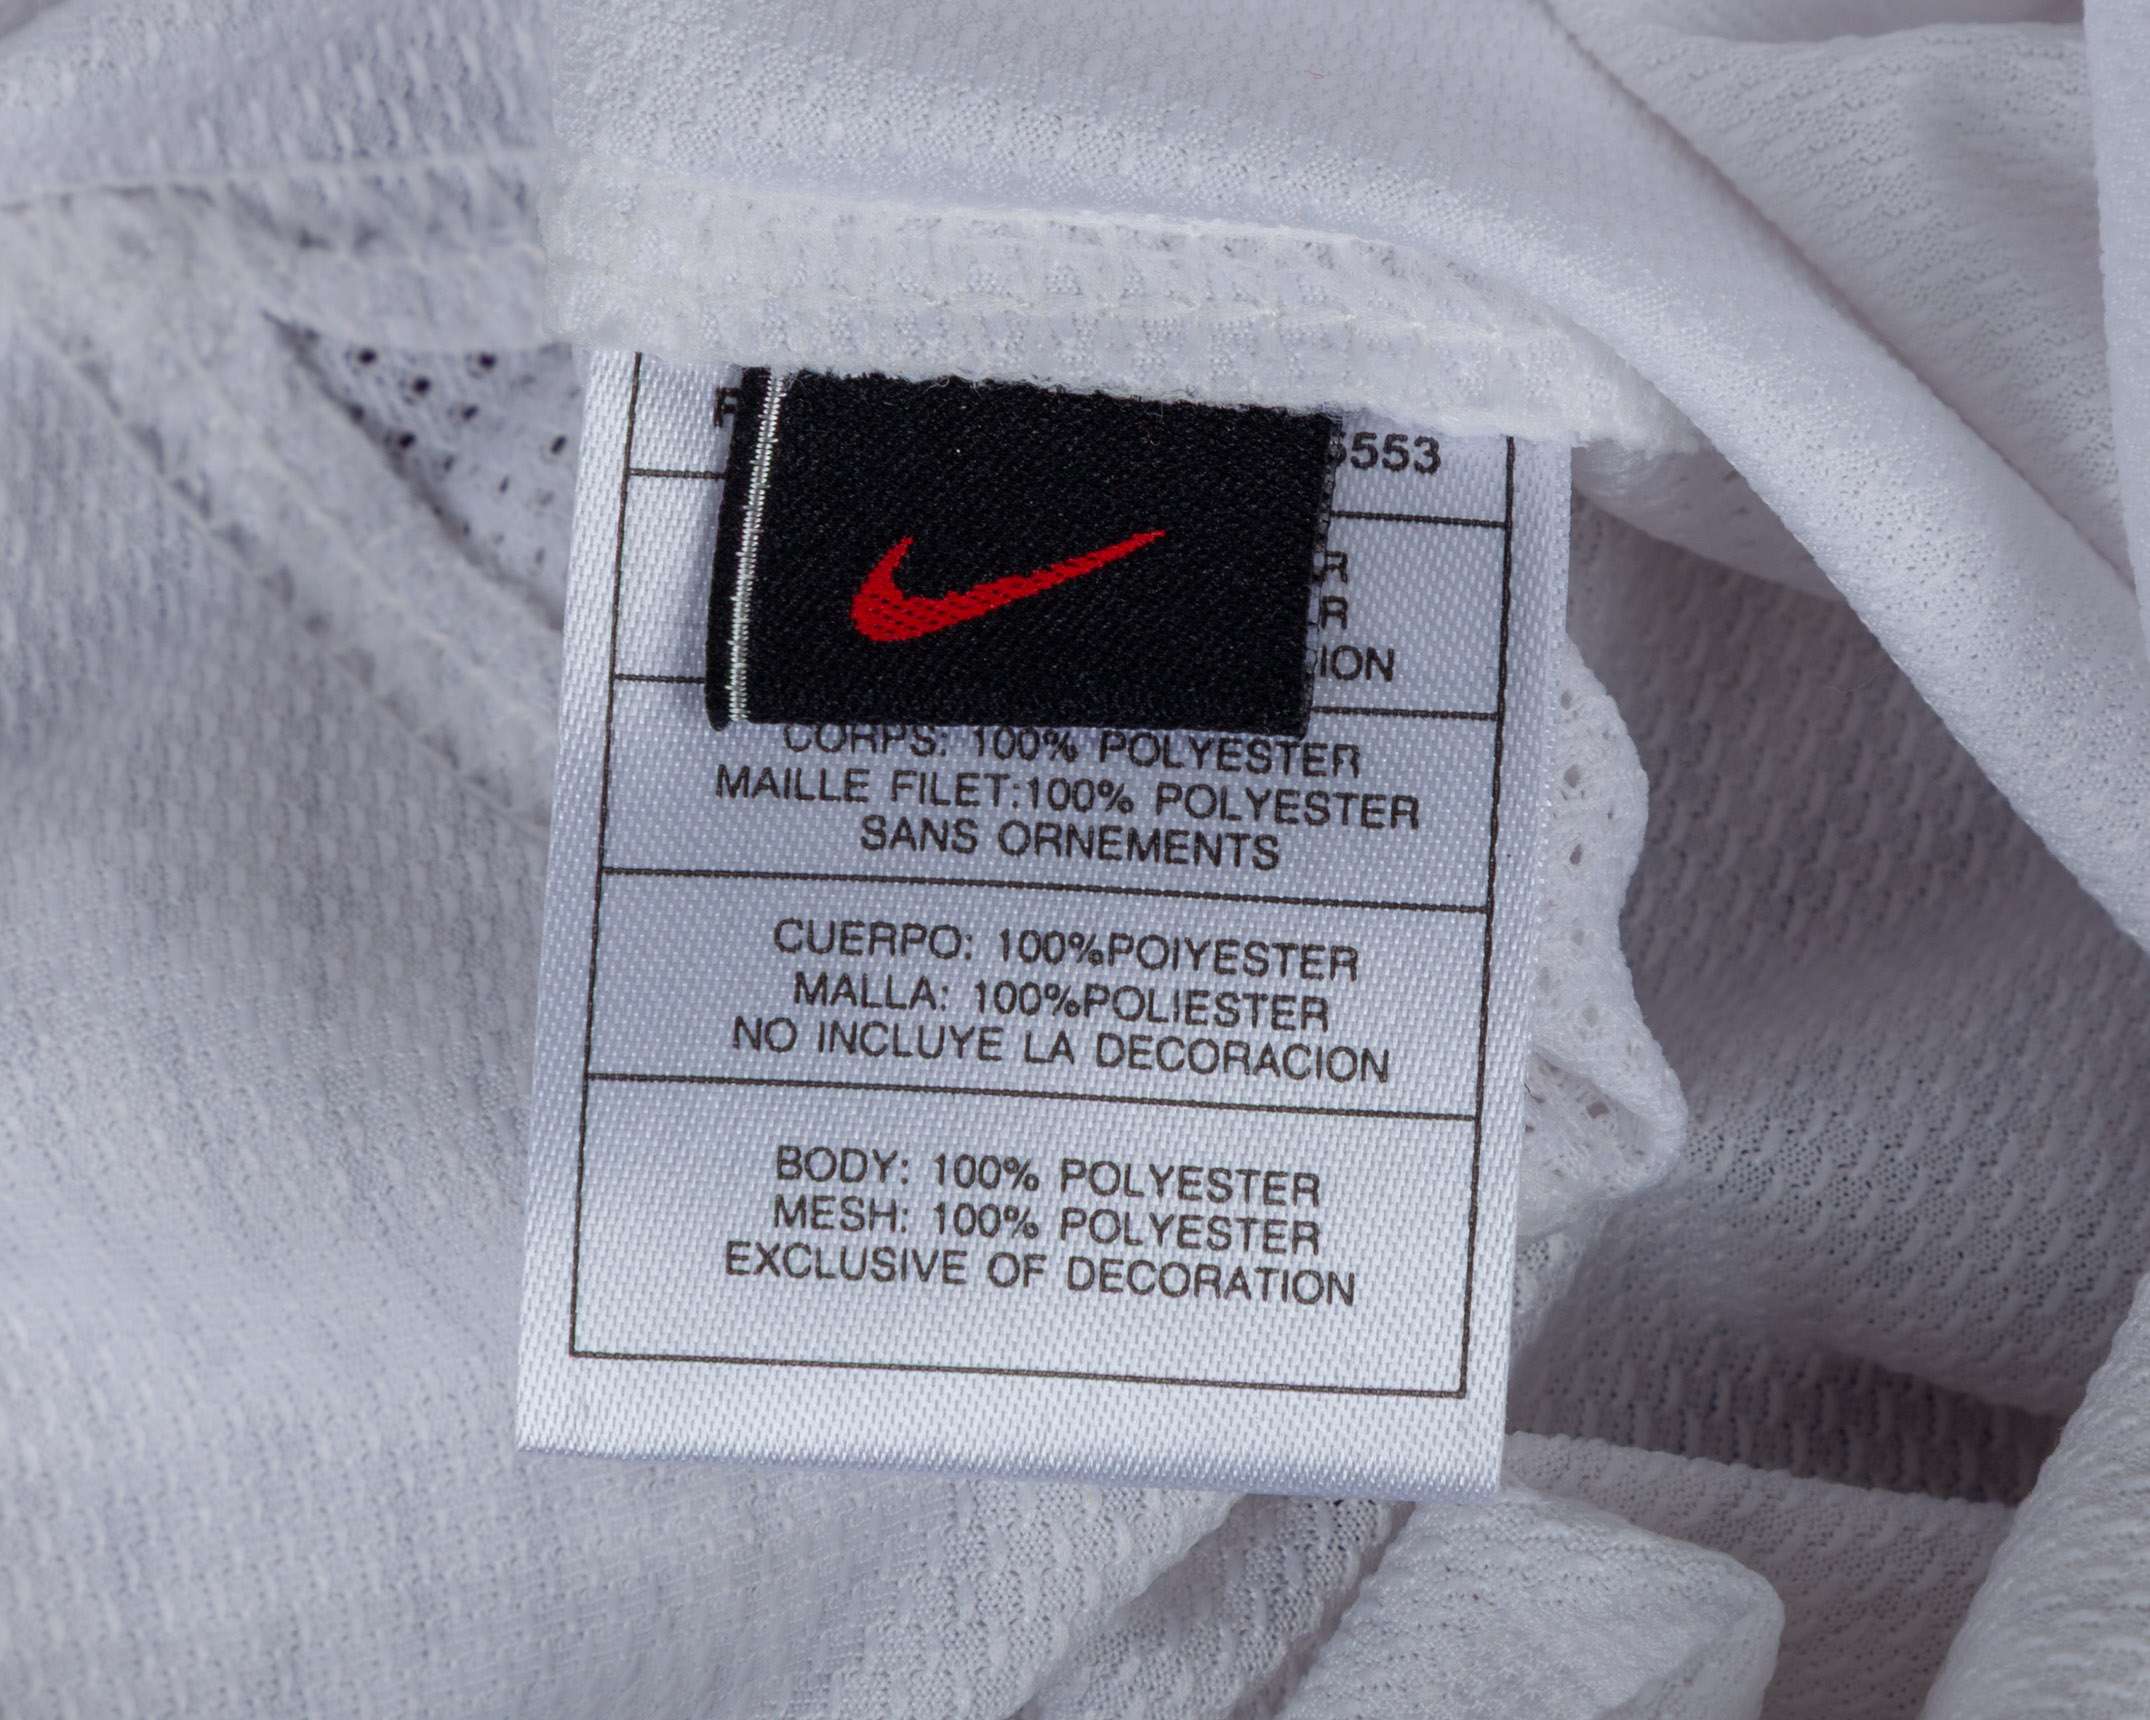 5553
CORPS: 100% POLYESTER
MAILLE FILET:100% POLYESTER
SANS ORNEMENTS
CUERPO: 100%POIYESTER
MALLA: 100%POLIESTER
NO INCLUYE LA DECORACION
BODY: 100% POLYESTER
MESH: 100% POLYESTER
EXCLUSIVE OF DECORATION